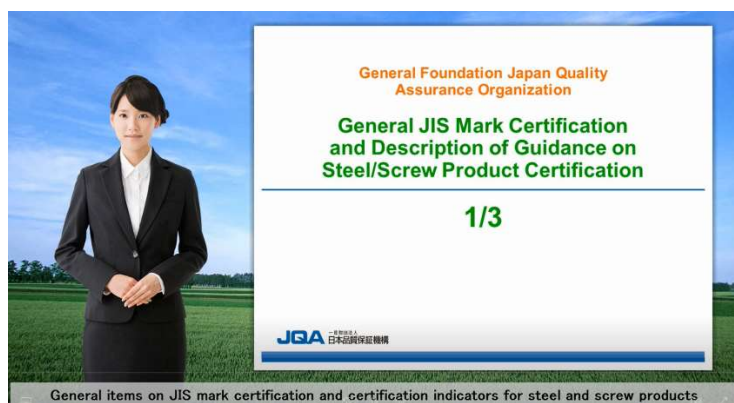 General Foundation Japan Quality
Assurance Organization
General JIS Mark Certification
and Description of Guidance on
Steel/Screw Product Certification
1/3
JQA 一般財団法人
日本品質保証機構
General items on JIS mark certification and certification indicators for steel and screw products